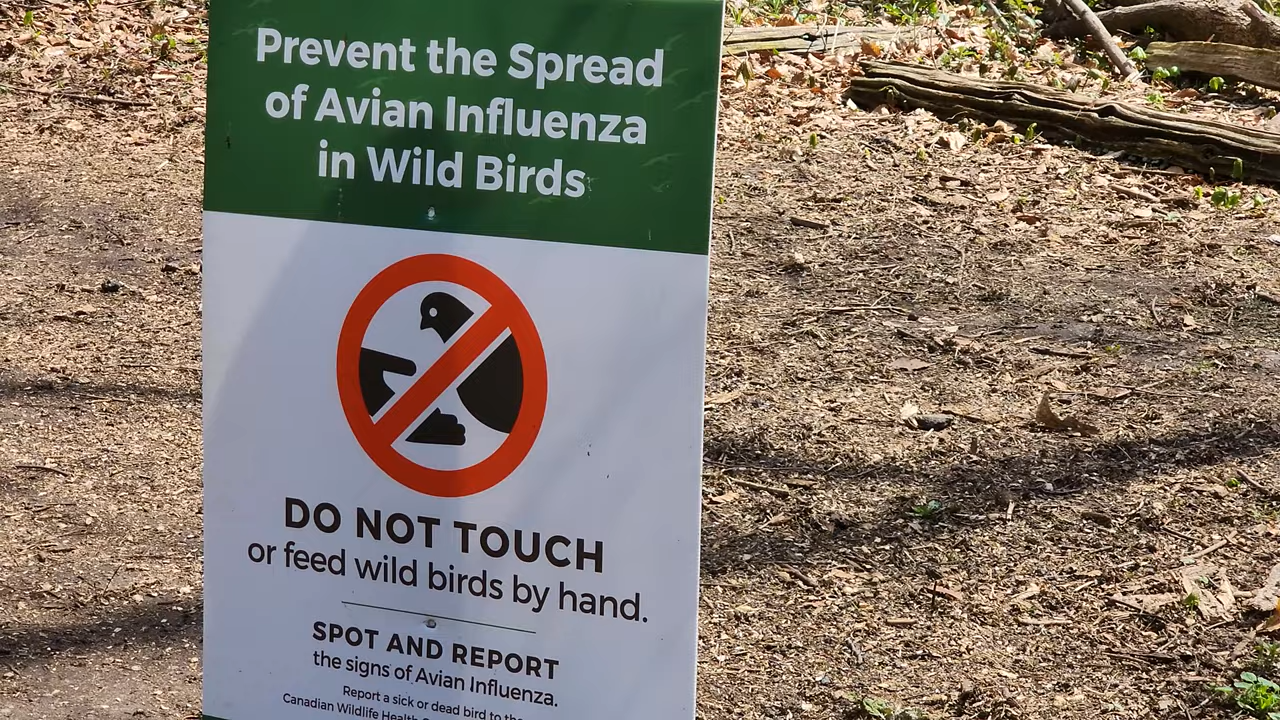 Prevent the Spread
of Avian Influenza
in Wild Birds
DO NOT TOUCH
or feed wild birds by hand.
SPOT AND REPORT
the signs of Avian Influenza.
Report a sick or dead bird to the
Canadian Wildlife Health